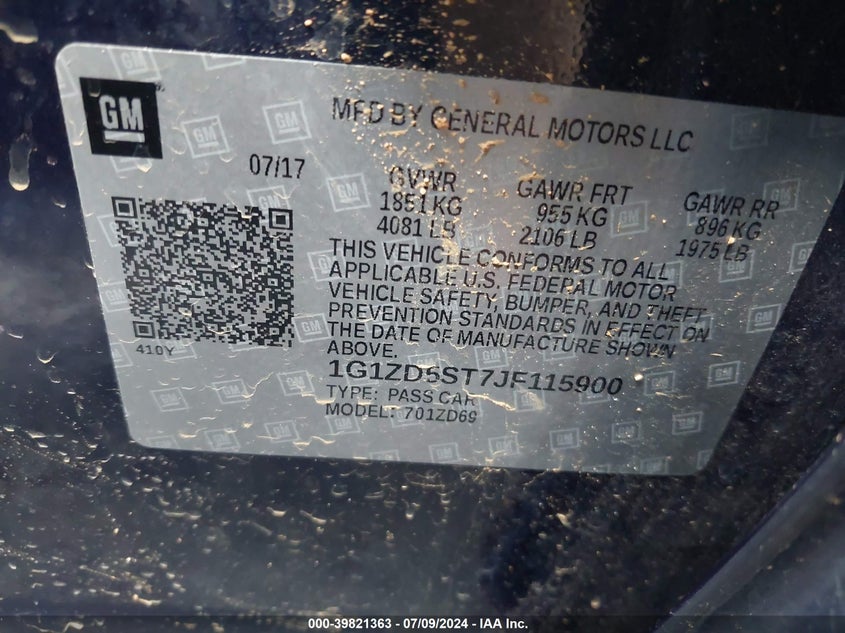 GM
MFD BY GENERAL MOTORS LLC
07/17
GVWR
1851 KG
4081 LB
GAWR FRT
955 KG
2106 LB
GAWR RR
896 KG
1975 LB
THIS VEHICLE CONFORMS TO ALL
APPLICABLE U.S. FEDERAL MOTOR
VEHICLE SAFETY, BUMPER, AND THEFT
PREVENTION STANDARDS IN EFFECT ON
THE DATE OF MANUFACTURE SHOWN
ABOVE.
410Y
1G1ZD5ST7JF115900
TYPE: PASS CAR
MODEL: 701ZD69
000-39821363 - 07/09/2024 - IAA Inc.